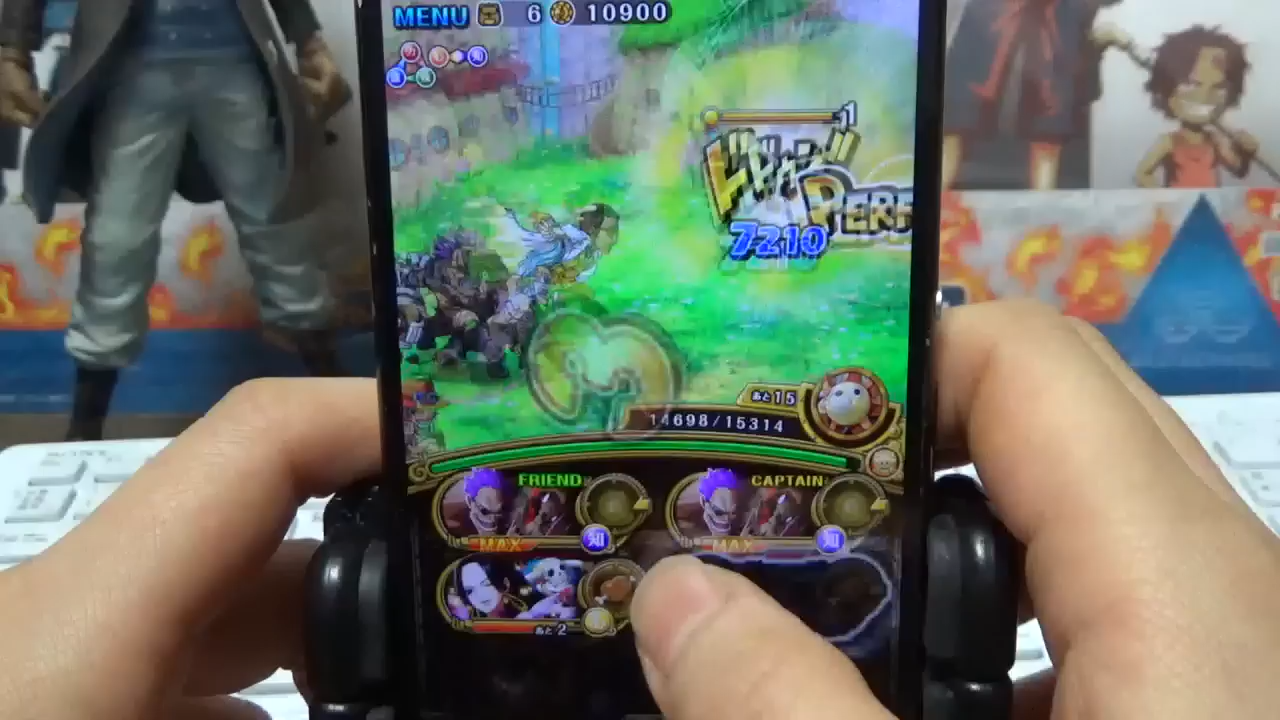 MENU 6 10900
知
1
PERF
7210
あと15
14698/15314
FRIEND CAPTAIN
MAX 知 MAX 知
あと2